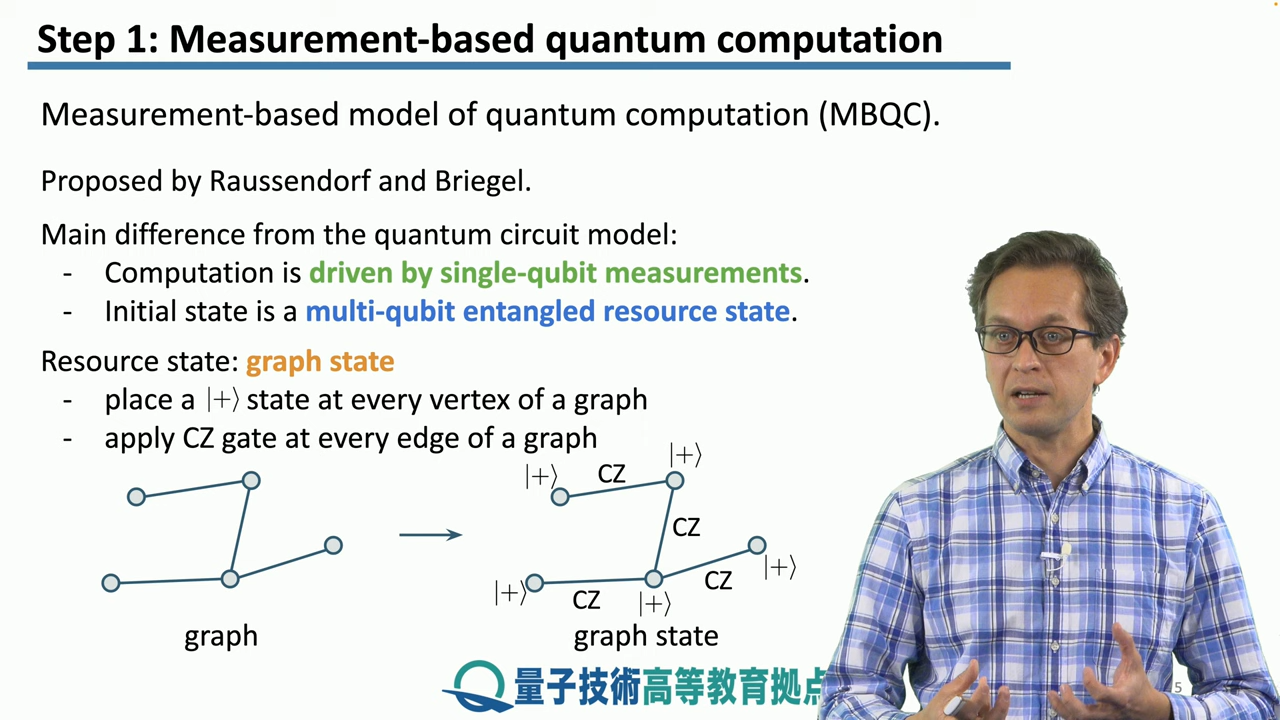 Step 1: Measurement-based quantum computation
Measurement-based model of quantum computation (MBQC).
Proposed by Raussendorf and Briegel.
Main difference from the quantum circuit model:
- Computation is driven by single-qubit measurements.
- Initial state is a multi-qubit entangled resource state.
Resource state: graph state
- place a |+⟩ state at every vertex of a graph
- apply CZ gate at every edge of a graph
|+⟩ CZ |+⟩
CZ
CZ |+⟩
|+⟩ CZ |+⟩
graph
graph state
量子技術高等教育拠点
5